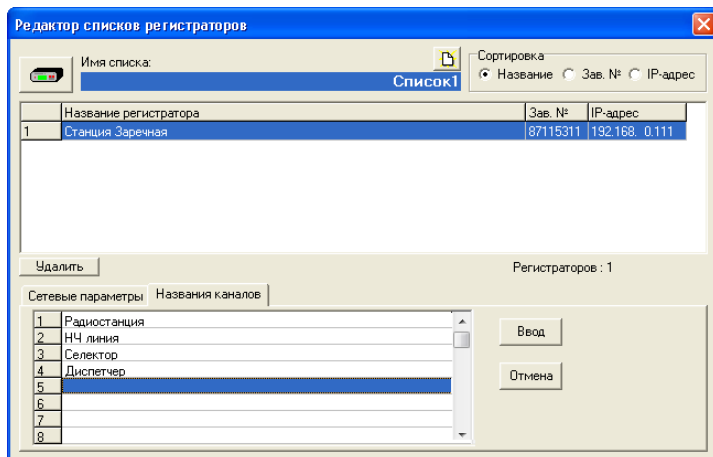 Редактор списков регистраторов
Имя списка:
Список1
Сортировка
Название Зав. № IP-адрес
Название регистратора Зав. № IP-адрес
1 Станция Заречная 87115311 192.168. 0.111
Удалить
Регистраторов : 1
Сетевые параметры Названия каналов
1 Радиостанция
2 НЧ линия
3 Селектор
4 Диспетчер
5
6
7
8
Ввод
Отмена